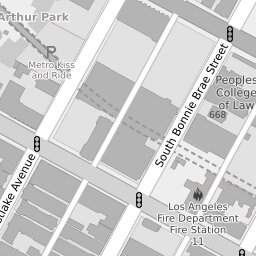 Arthur Park
P
Metro Kiss
and Ride
South Bonnie Brae Street
Peoples
College
of Law
668
Avenue
Los Angeles
Fire Department
Fire Station
11